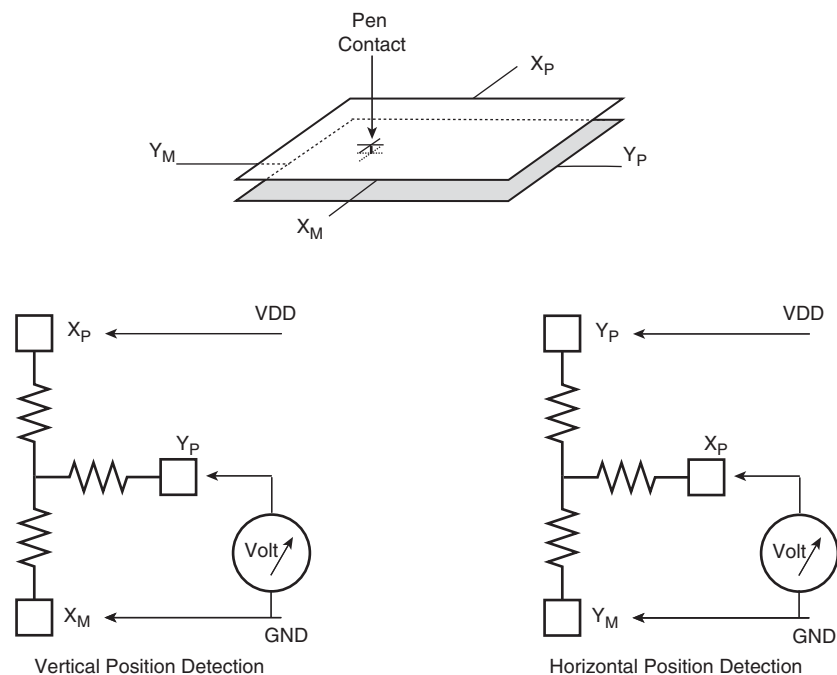 Pen
Contact
X_P
Y_M
Y_P
X_M
VDD
X_P
Y_P
Volt
X_M
GND
Vertical Position Detection
VDD
Y_P
X_P
Volt
Y_M
GND
Horizontal Position Detection